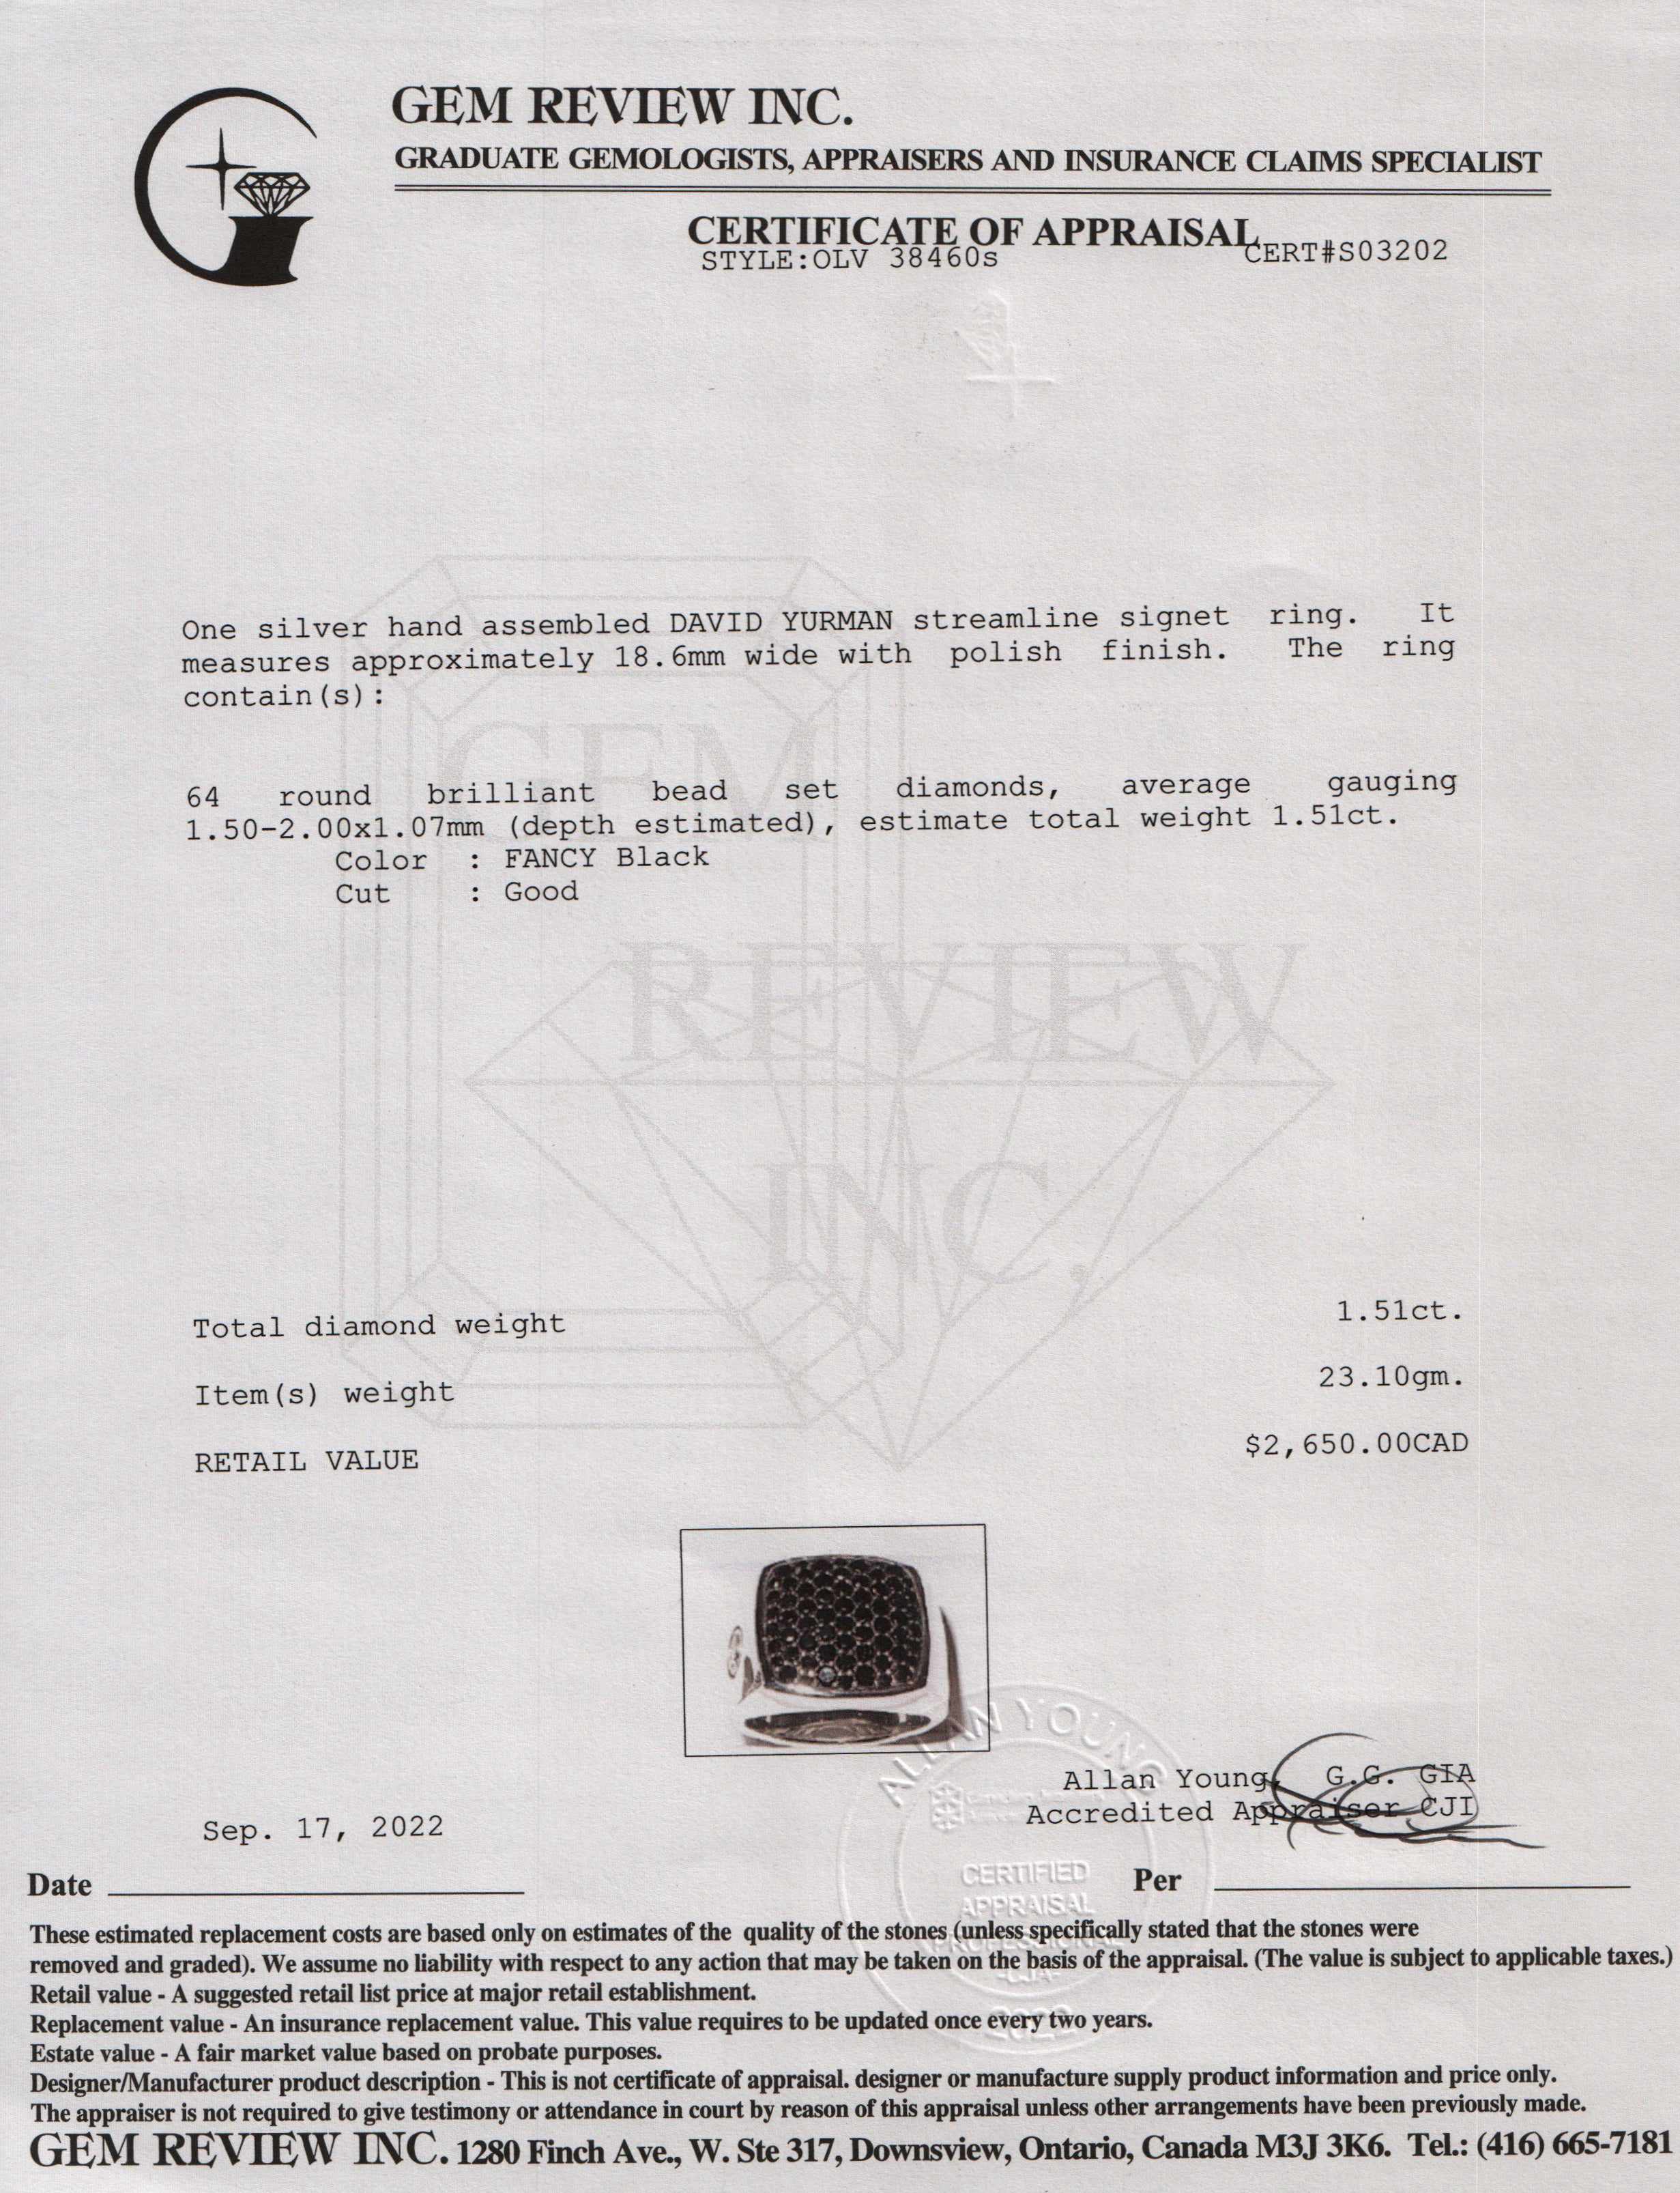 GEM REVIEW INC.
GRADUATE GEMOLOGISTS, APPRAISERS AND INSURANCE CLAIMS SPECIALIST
CERTIFICATE OF APPRAISAL
STYLE:OLV 38460s CERT#S03202
One silver hand assembled DAVID YURMAN streamline signet ring. It
measures approximately 18.6mm wide with polish finish. The ring
contain(s):
64 round brilliant bead set diamonds, average gauging
1.50-2.00x1.07mm (depth estimated), estimate total weight 1.51ct.
Color : FANCY Black
Cut : Good
GEM
REVIEW
INC.
Total diamond weight 1.51ct.
Item(s) weight 23.10gm.
RETAIL VALUE $2,650.00CAD
ALLAN YOUNG
CERTIFIED
APPRAISAL
PROFESSIONAL
-CJA-
2022
Allan Young, G.G. GIA
Accredited Appraiser CJI
Sep. 17, 2022
Date
Per
These estimated replacement costs are based only on estimates of the quality of the stones (unless specifically stated that the stones were
removed and graded). We assume no liability with respect to any action that may be taken on the basis of the appraisal. (The value is subject to applicable taxes.)
Retail value - A suggested retail list price at major retail establishment.
Replacement value - An insurance replacement value. This value requires to be updated once every two years.
Estate value - A fair market value based on probate purposes.
Designer/Manufacturer product description - This is not certificate of appraisal. designer or manufacture supply product information and price only.
The appraiser is not required to give testimony or attendance in court by reason of this appraisal unless other arrangements have been previously made.
GEM REVIEW INC. 1280 Finch Ave., W. Ste 317, Downsview, Ontario, Canada M3J 3K6. Tel.: (416) 665-7181